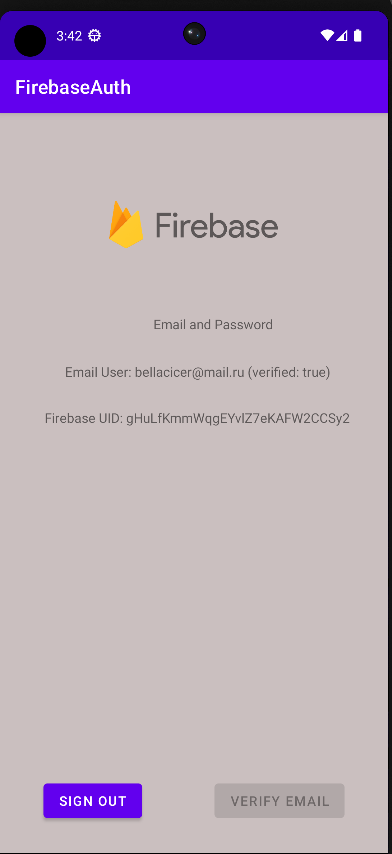 3:42
FirebaseAuth
Firebase
Email and Password
Email User: bellacicer@mail.ru (verified: true)
Firebase UID: gHuLfKmmWqgEYvlZ7eKAFW2CCSy2
SIGN OUT
VERIFY EMAIL